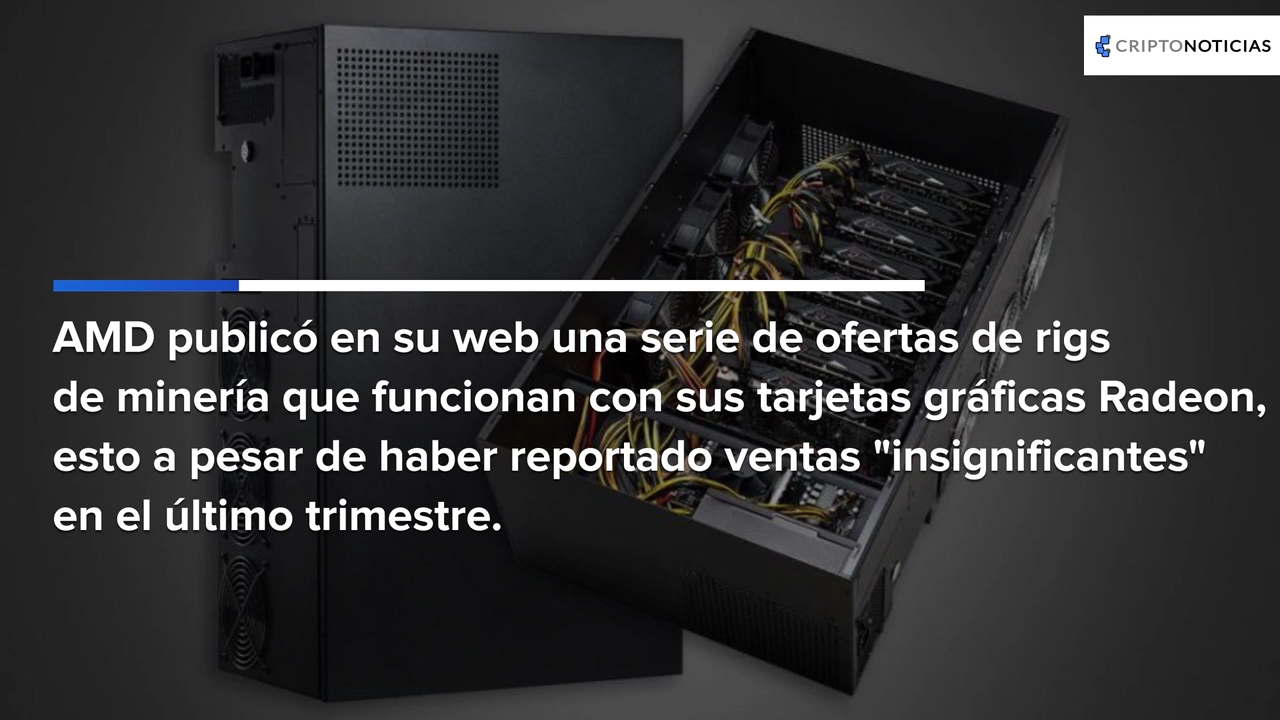 CRIPTONOTICIAS
AMD publicó en su web una serie de ofertas de rigs
de minería que funcionan con sus tarjetas gráficas Radeon,
esto a pesar de haber reportado ventas "insignificantes"
en el último trimestre.